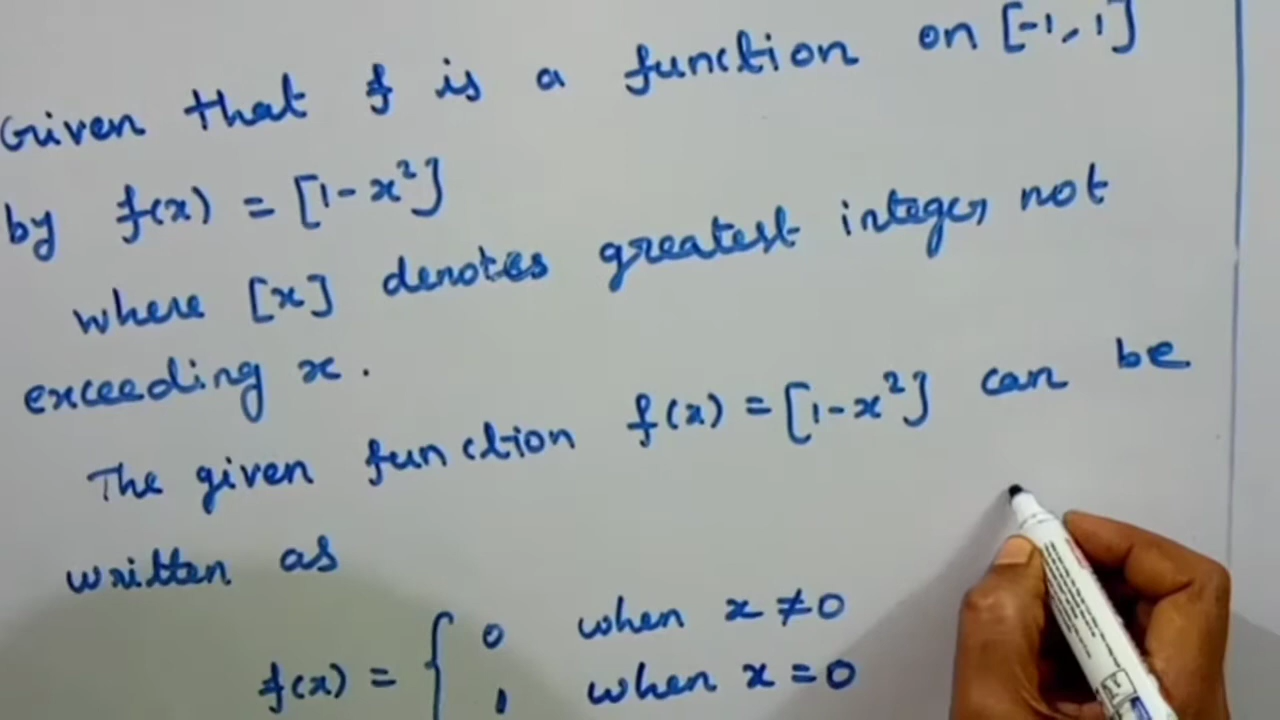 Given that f is a function on [-1, 1]
by f(x) = [1-x²]
where [x] denotes greatest integer not
exceeding x.
The given function f(x) = [1-x²] can be
written as
f(x) = { 0 when x ≠ 0
1 when x = 0